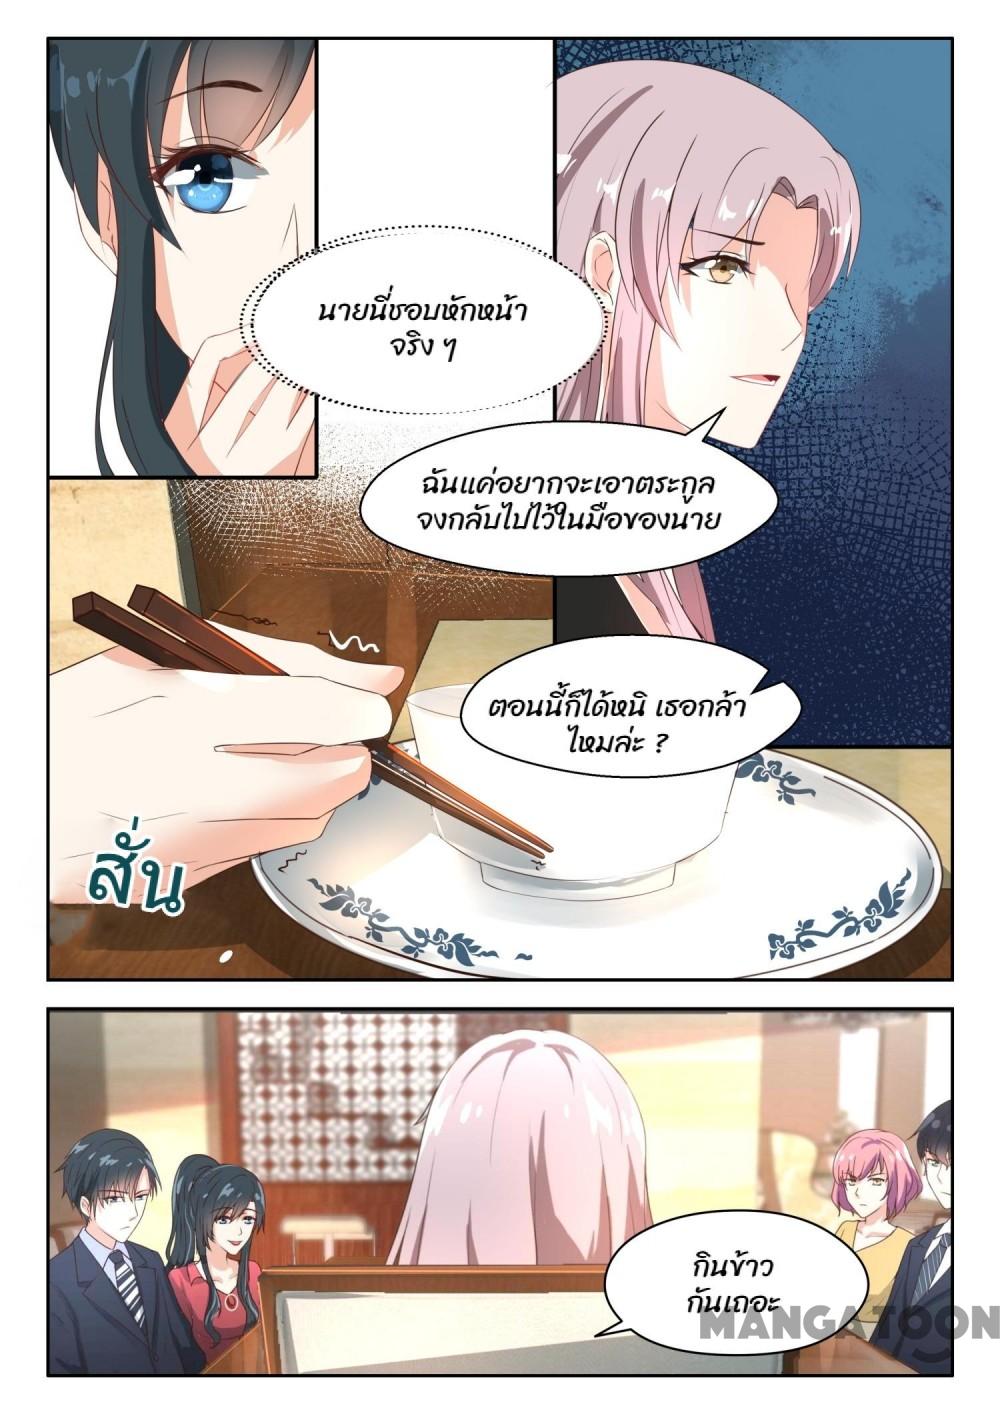 นายนี่ชอบหักหน้า
จริง ๆ
ฉันแค่อยากจะเอาตระกูล
จงกลับไปไว้ในมือของนาย
ตอนนี้ก็ได้หนิ เธอกล้า
ไหมล่ะ ?
สั่น
กินข้าว
กันเถอะ
MANGATOON